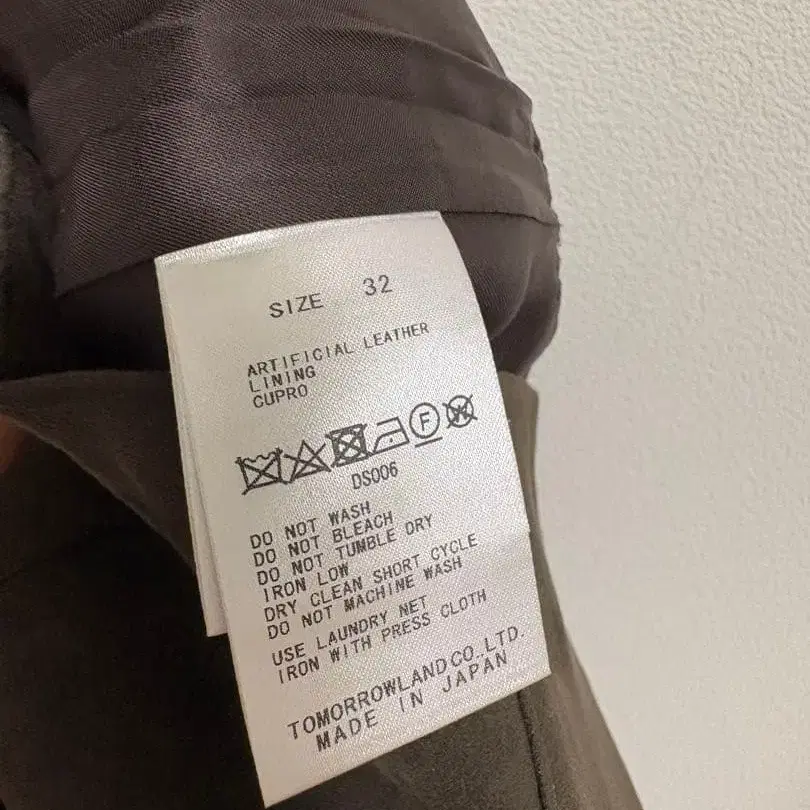 SIZE 32
ARTIFICIAL LEATHER
LINING
CUPRO
F W
DS006
DO NOT WASH
DO NOT BLEACH
DO NOT TUMBLE DRY
IRON LOW
DRY CLEAN SHORT CYCLE
DO NOT MACHINE WASH
USE LAUNDRY NET
IRON WITH PRESS CLOTH
TOMORROWLAND CO.,LTD.
MADE IN JAPAN